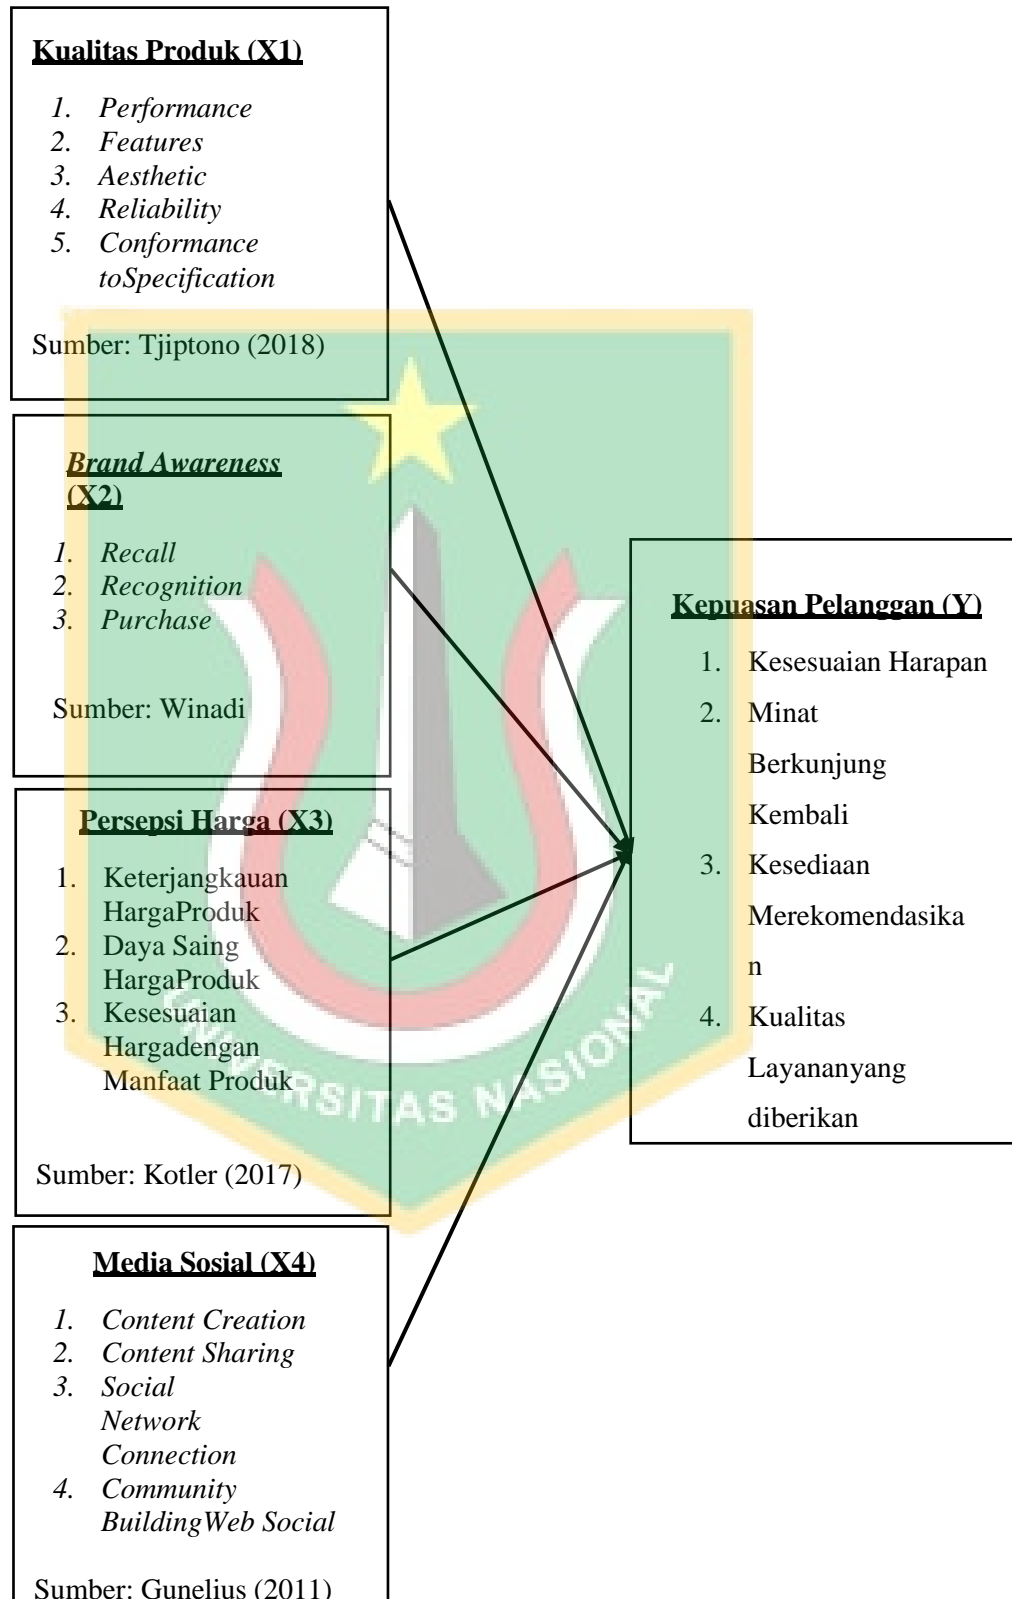 Kualitas Produk (X1)
1. Performance
2. Features
3. Aesthetic
4. Reliability
5. Conformance
toSpecification
Sumber: Tjiptono (2018)
Brand Awareness
(X2)
1. Recall
2. Recognition
3. Purchase
Sumber: Winadi
Persepsi Harga (X3)
1. Keterjangkauan
HargaProduk
2. Daya Saing
HargaProduk
3. Kesesuaian
Hargadengan
Manfaat Produk
Sumber: Kotler (2017)
Media Sosial (X4)
1. Content Creation
2. Content Sharing
3. Social
Network
Connection
4. Community
BuildingWeb Social
Sumber: Gunelius (2011)
Kepuasan Pelanggan (Y)
1. Kesesuaian Harapan
2. Minat
Berkunjung
Kembali
3. Kesediaan
Merekomendasika
n
4. Kualitas
Layananyang
diberikan
UNIVERSITAS NASIONAL